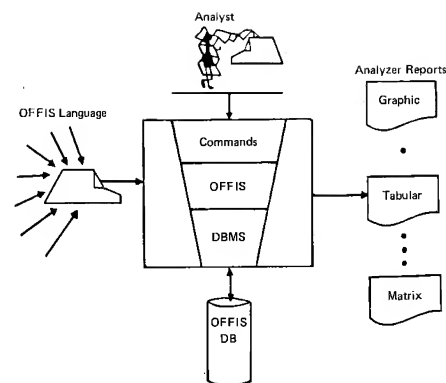 Analyst
Analyzer Reports
Graphic
OFFIS Language
Commands
OFFIS
Tabular
DBMS
OFFIS
DB
Matrix